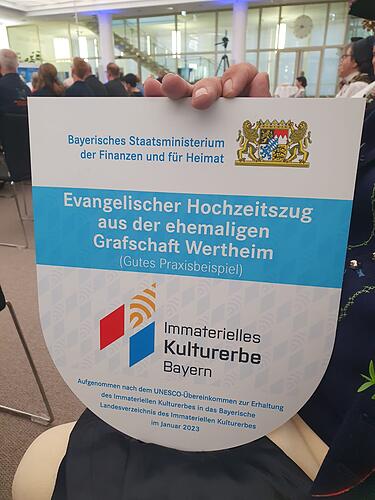 Bayerisches Staatsministerium
der Finanzen und für Heimat
Evangelischer Hochzeitszug
aus der ehemaligen
Grafschaft Wertheim
(Gutes Praxisbeispiel)
Immaterielles
Kulturerbe
Bayern
Aufgenommen nach dem UNESCO-Übereinkommen zur Erhaltung
des Immateriellen Kulturerbes in das Bayerische
Landesverzeichnis des Immateriellen Kulturerbes
im Januar 2023